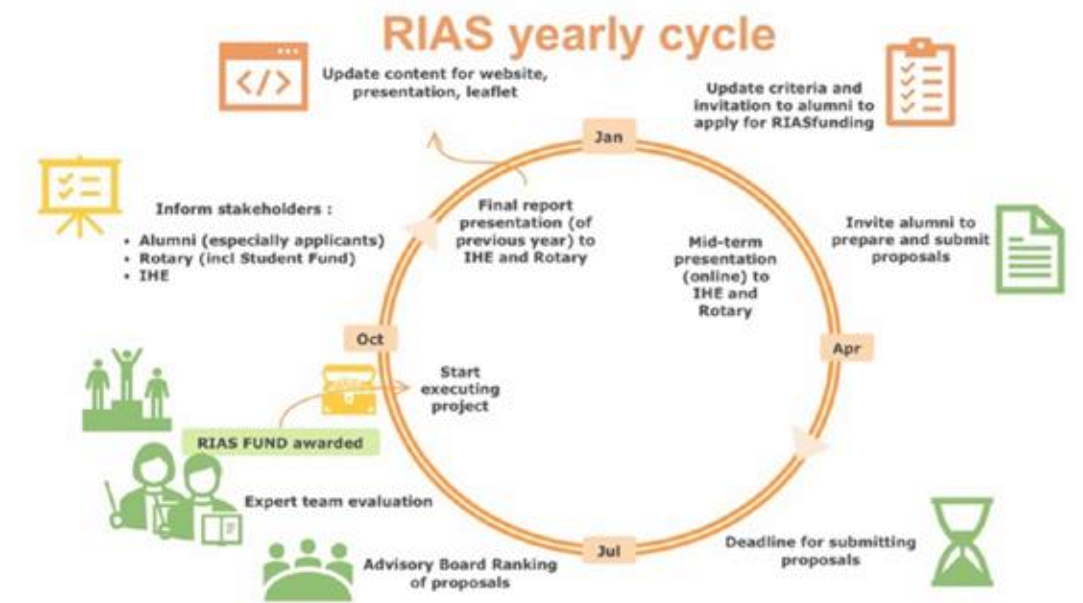 RIAS yearly cycle
</>
Update content for website,
presentation, leaflet
Update criteria and
invitation to alumni to
apply for RIASfunding
Jan
Inform stakeholders :
• Alumni (especially applicants)
• Rotary (incl Student Fund)
• IHE
Final report
presentation (of
previous year) to
IHE and Rotary
Mid-term
presentation
(online) to
IHE and
Rotary
Invite alumni to
prepare and submit
proposals
Oct
Apr
Start
executing
project
RIAS FUND awarded
Expert team evaluation
Advisory Board Ranking
of proposals
Jul
Deadline for submitting
proposals